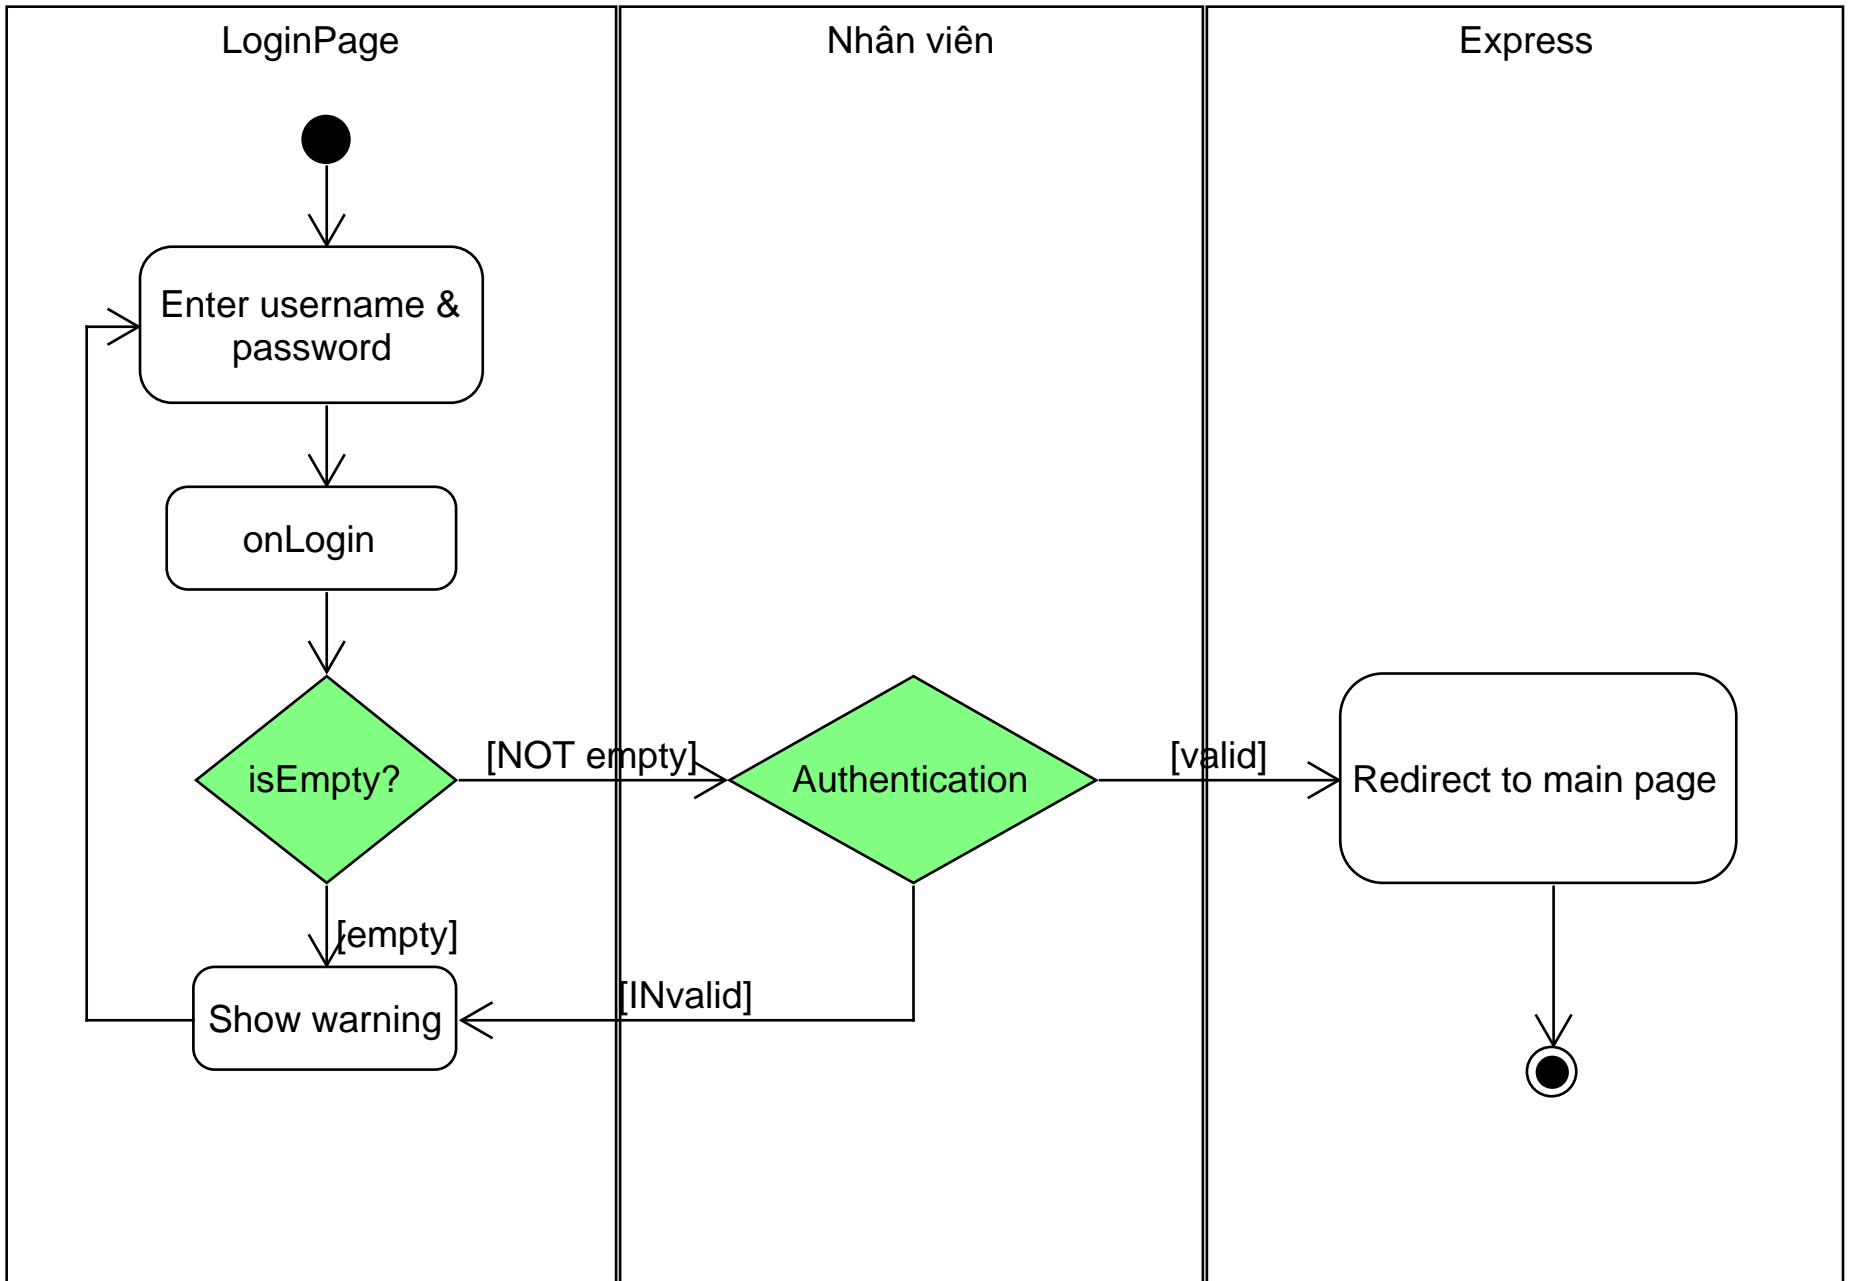 LoginPage
Nhân viên
Express
Enter username &
password
onLogin
isEmpty?
[NOT empty]
Authentication
[valid]
Redirect to main page
[empty]
[INvalid]
Show warning